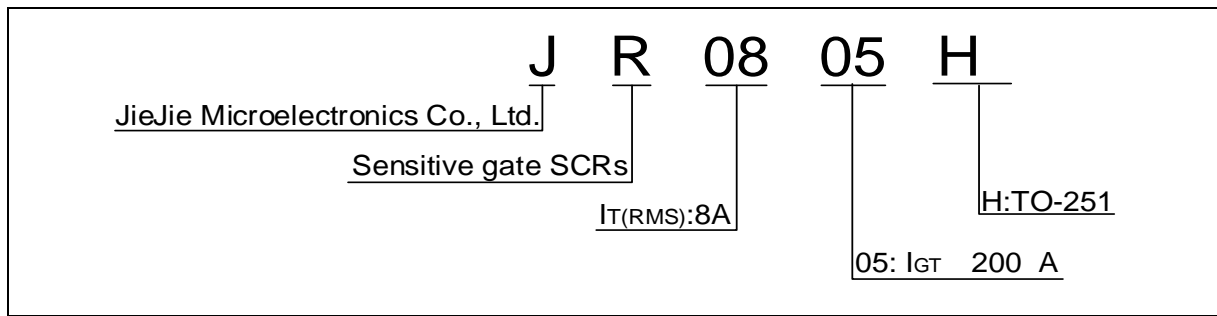 J R 08 05 H
JieJie Microelectronics Co., Ltd.
Sensitive gate SCRs
IT(RMS):8A
H:TO-251
05: IGT 200 A